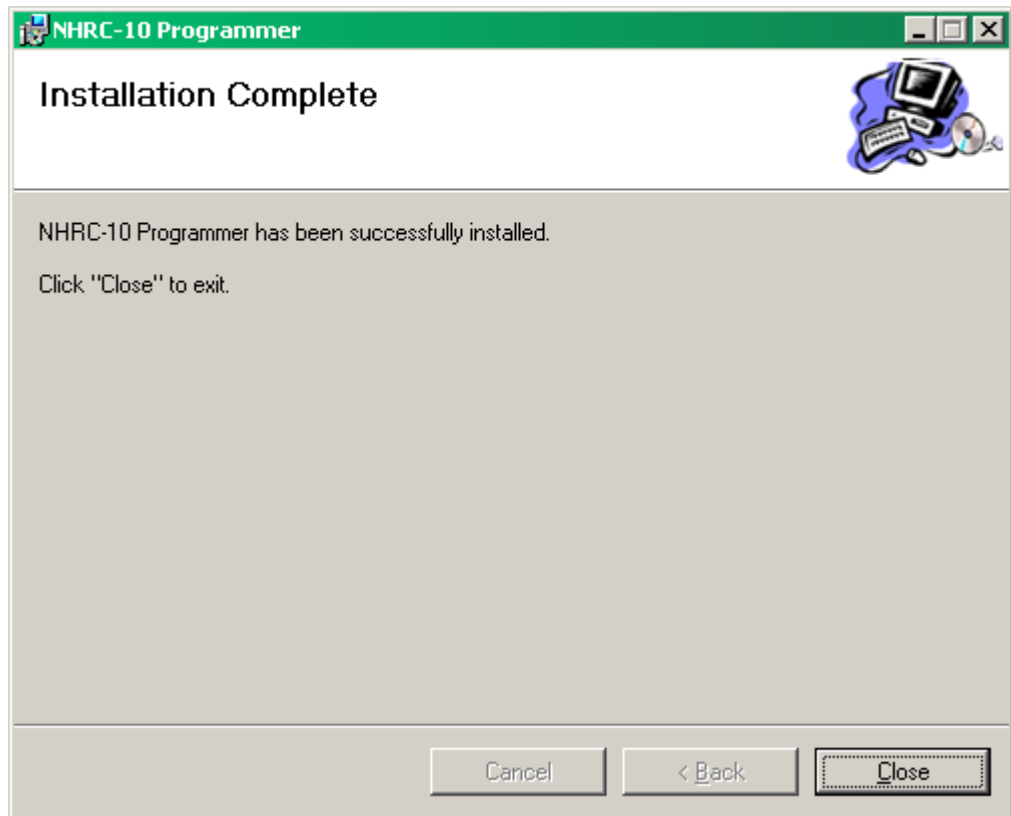 NHRC-10 Programmer
Installation Complete
NHRC-10 Programmer has been successfully installed.
Click "Close" to exit.
Cancel
< Back
Close